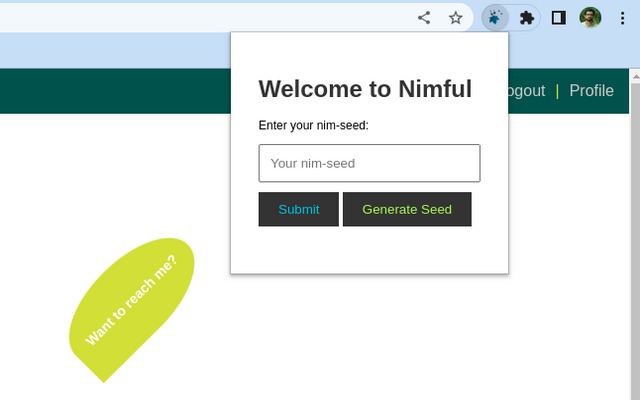 Welcome to Nimful
Enter your nim-seed:
Your nim-seed
Submit
Generate Seed
ogout | Profile
Want to reach me?